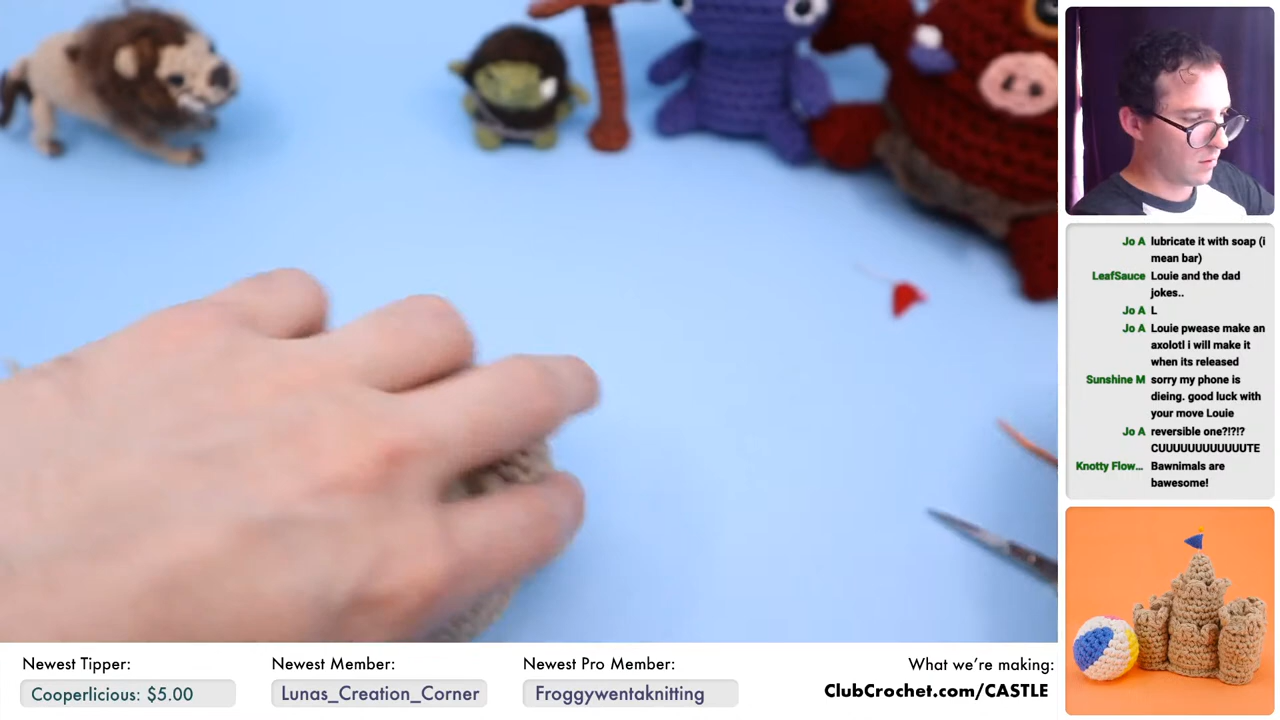 Jo A lubricate it with soap (i
mean bar)
LeafSauce Louie and the dad
jokes..
Jo A L
Jo A Louie pwease make an
axolotl i will make it
when its released
Sunshine M sorry my phone is
dieing. good luck with
your move Louie
Jo A reversible one?!?!?
CUUUUUUUUUUUTE
Knotty Flow... Bawnimals are
bawesome!
Newest Tipper:
Cooperlicious: $5.00
Newest Member:
Lunas_Creation_Corner
Newest Pro Member:
Froggywentaknitting
What we're making:
ClubCrochet.com/CASTLE